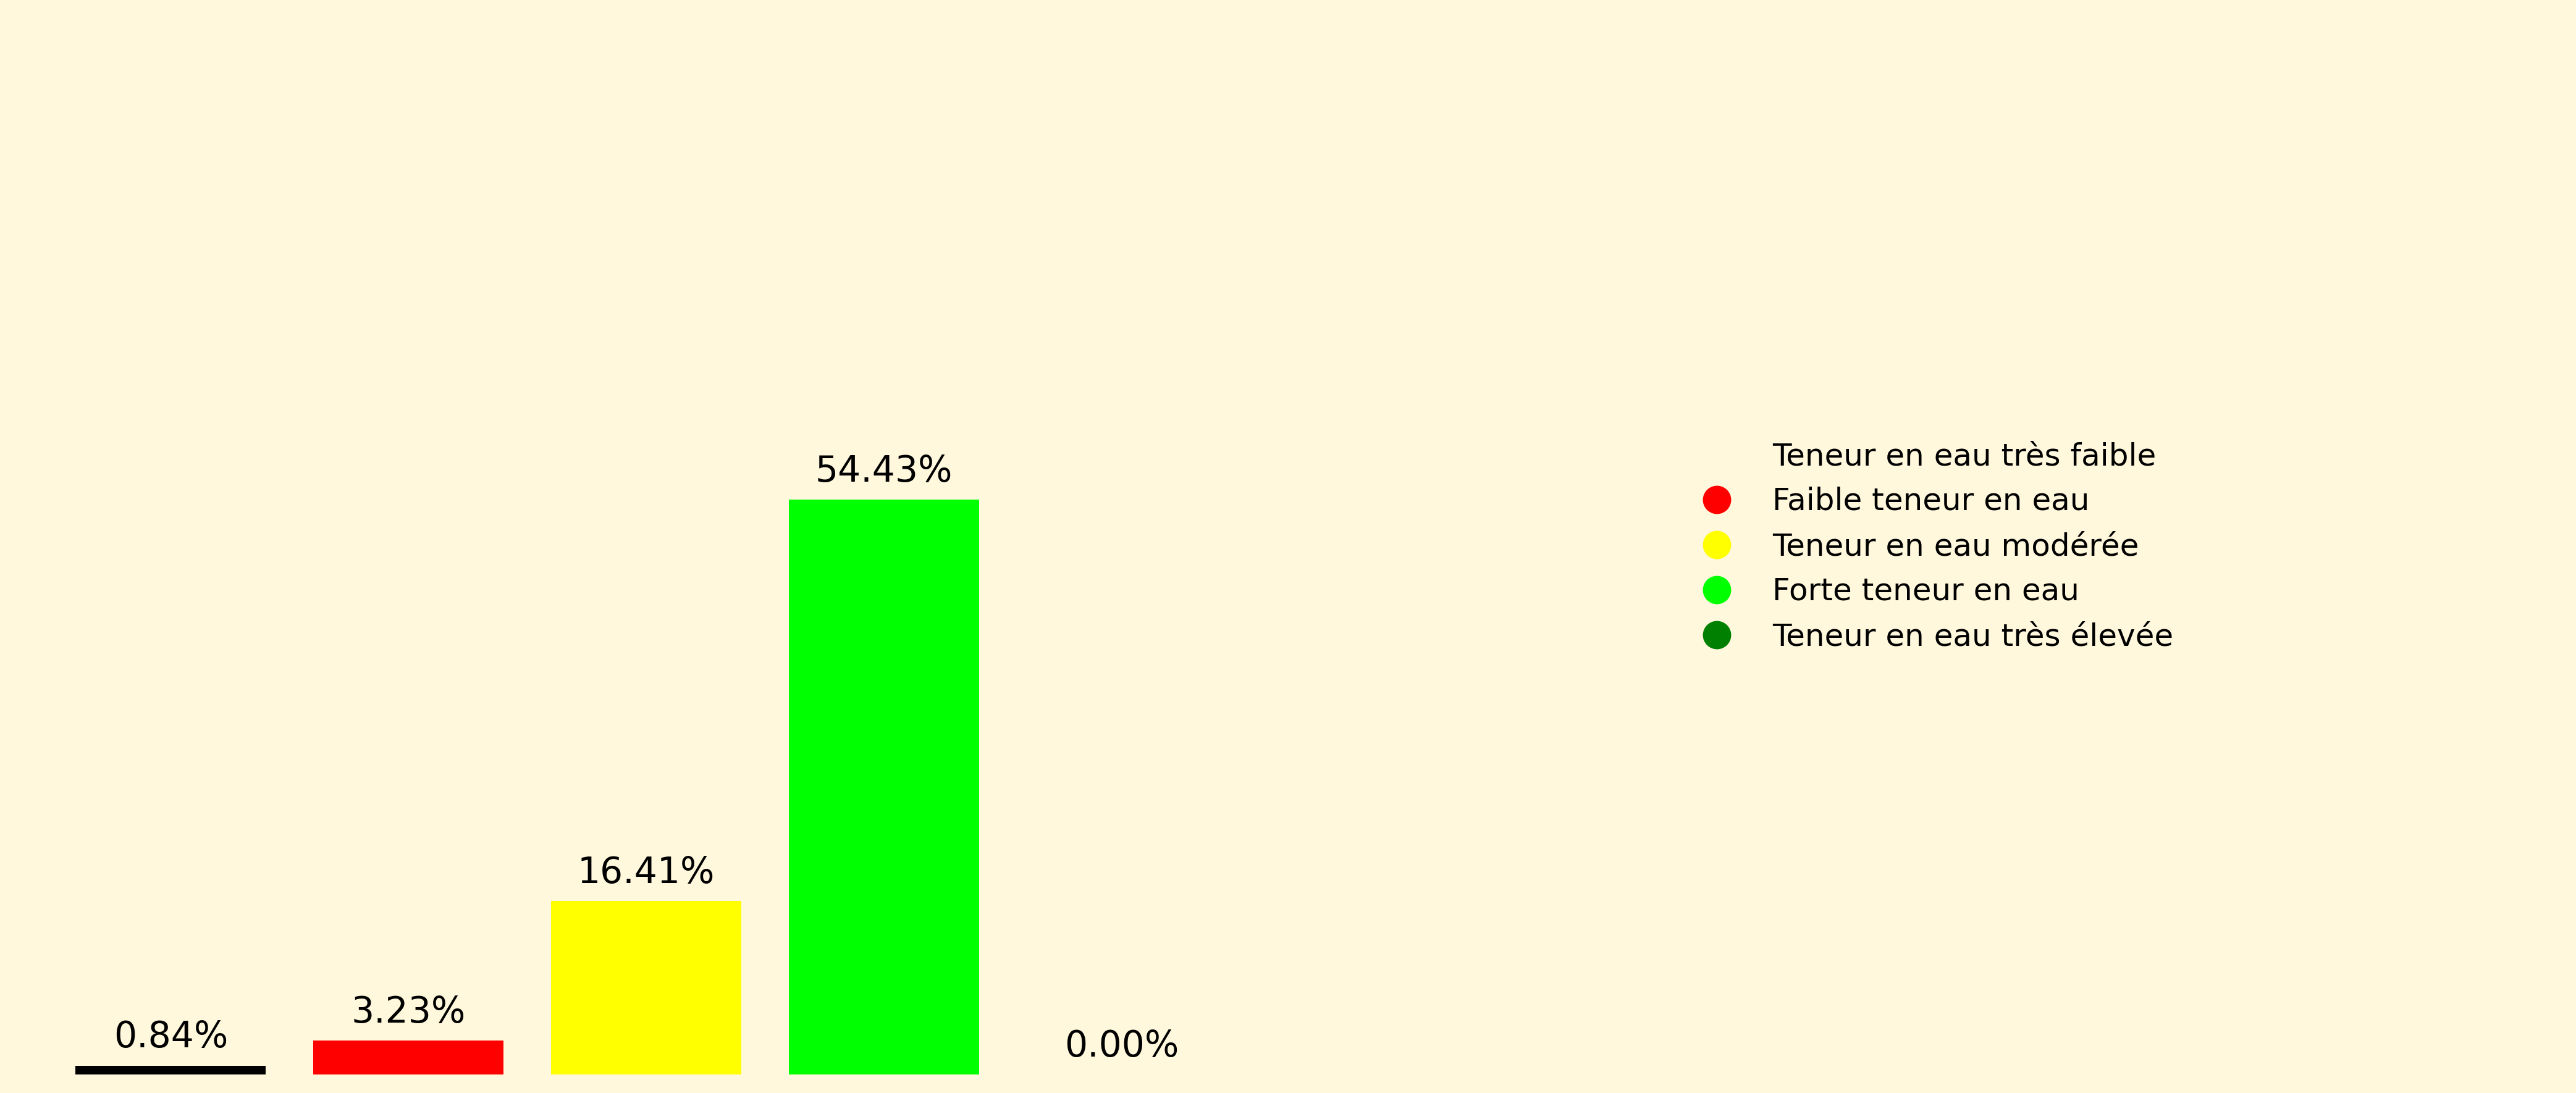 54.43%
16.41%
3.23%
0.84%
0.00%
Teneur en eau très faible
Faible teneur en eau
Teneur en eau modérée
Forte teneur en eau
Teneur en eau très élevée